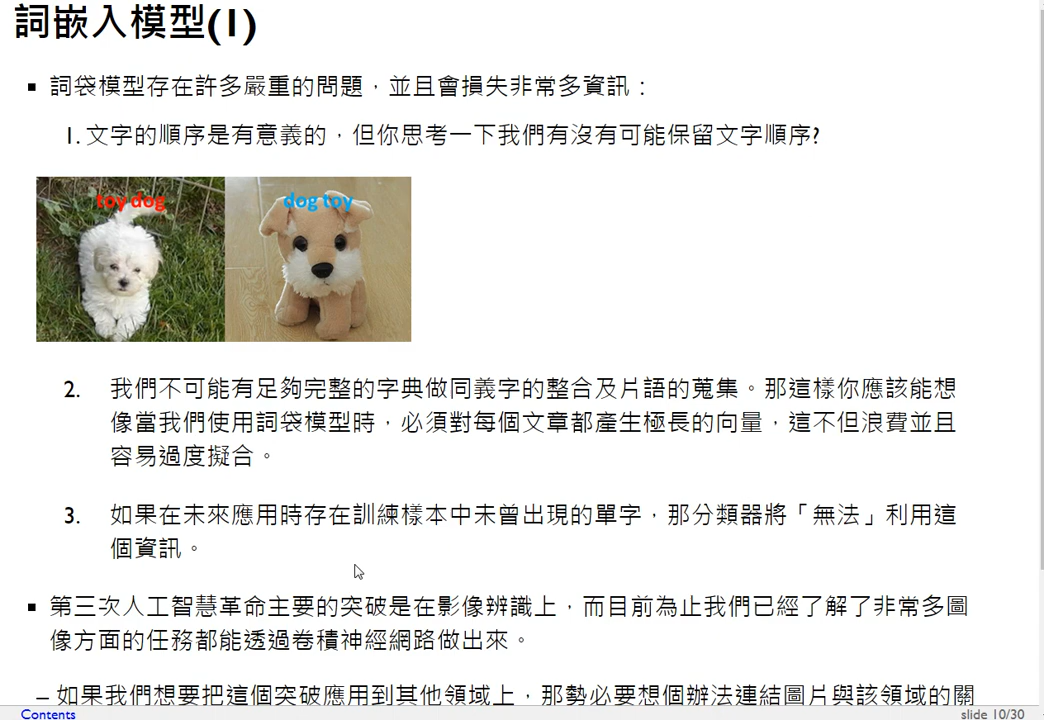 詞嵌入模型(1)
▪ 詞袋模型存在許多嚴重的問題，並且會損失非常多資訊：
1. 文字的順序是有意義的，但你思考一下我們有沒有可能保留文字順序?
toy dog
dog toy
2. 我們不可能有足夠完整的字典做同義字的整合及片語的蒐集。那這樣你應該能想
像當我們使用詞袋模型時，必須對每個文章都產生極長的向量，這不但浪費並且
容易過度擬合。
3. 如果在未來應用時存在訓練樣本中未曾出現的單字，那分類器將「無法」利用這
個資訊。
▪ 第三次人工智慧革命主要的突破是在影像辨識上，而目前為止我們已經了解了非常多圖
像方面的任務都能透過卷積神經網路做出來。
– 如果我們想要把這個突破應用到其他領域上，那勢必要想個辦法連結圖片與該領域的關
Contents
slide 10/30